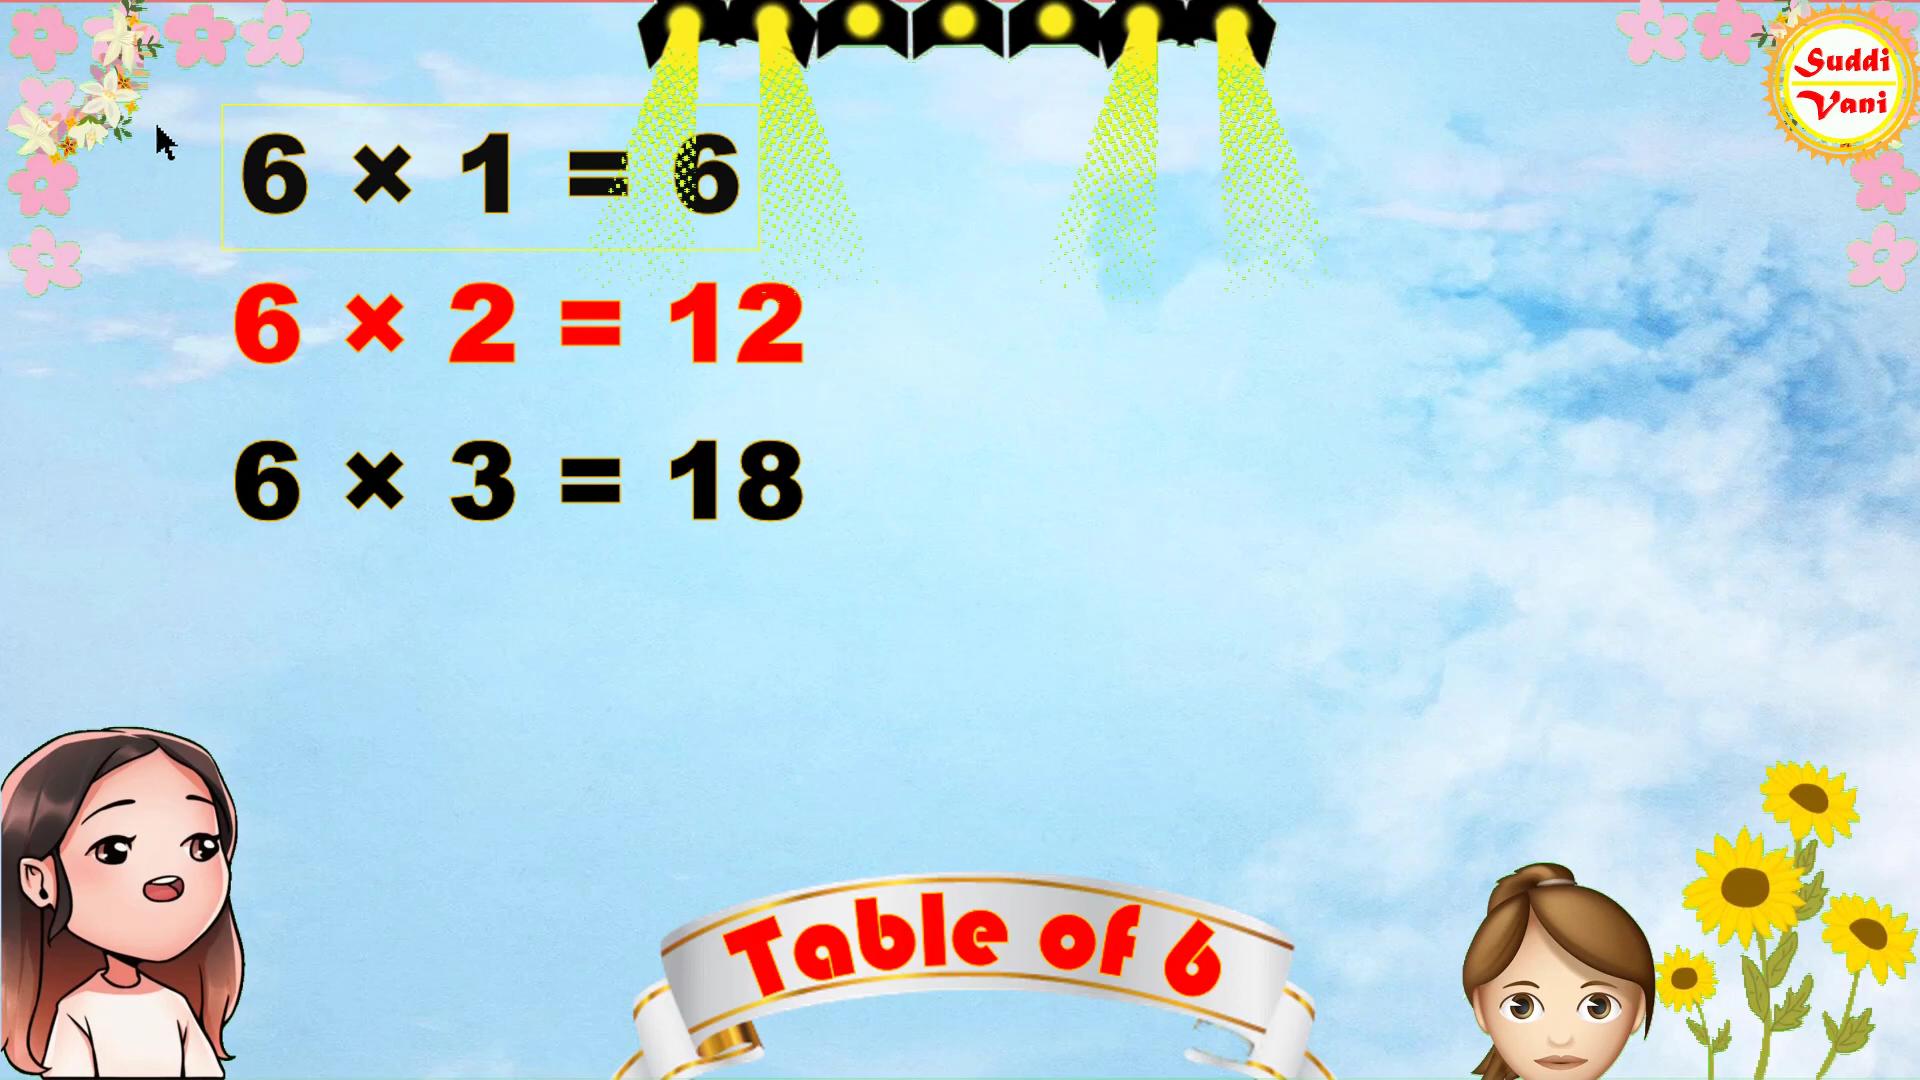 Suddi
Vani
6 × 1 = 6
6 × 2 = 12
6 × 3 = 18
Table of 6